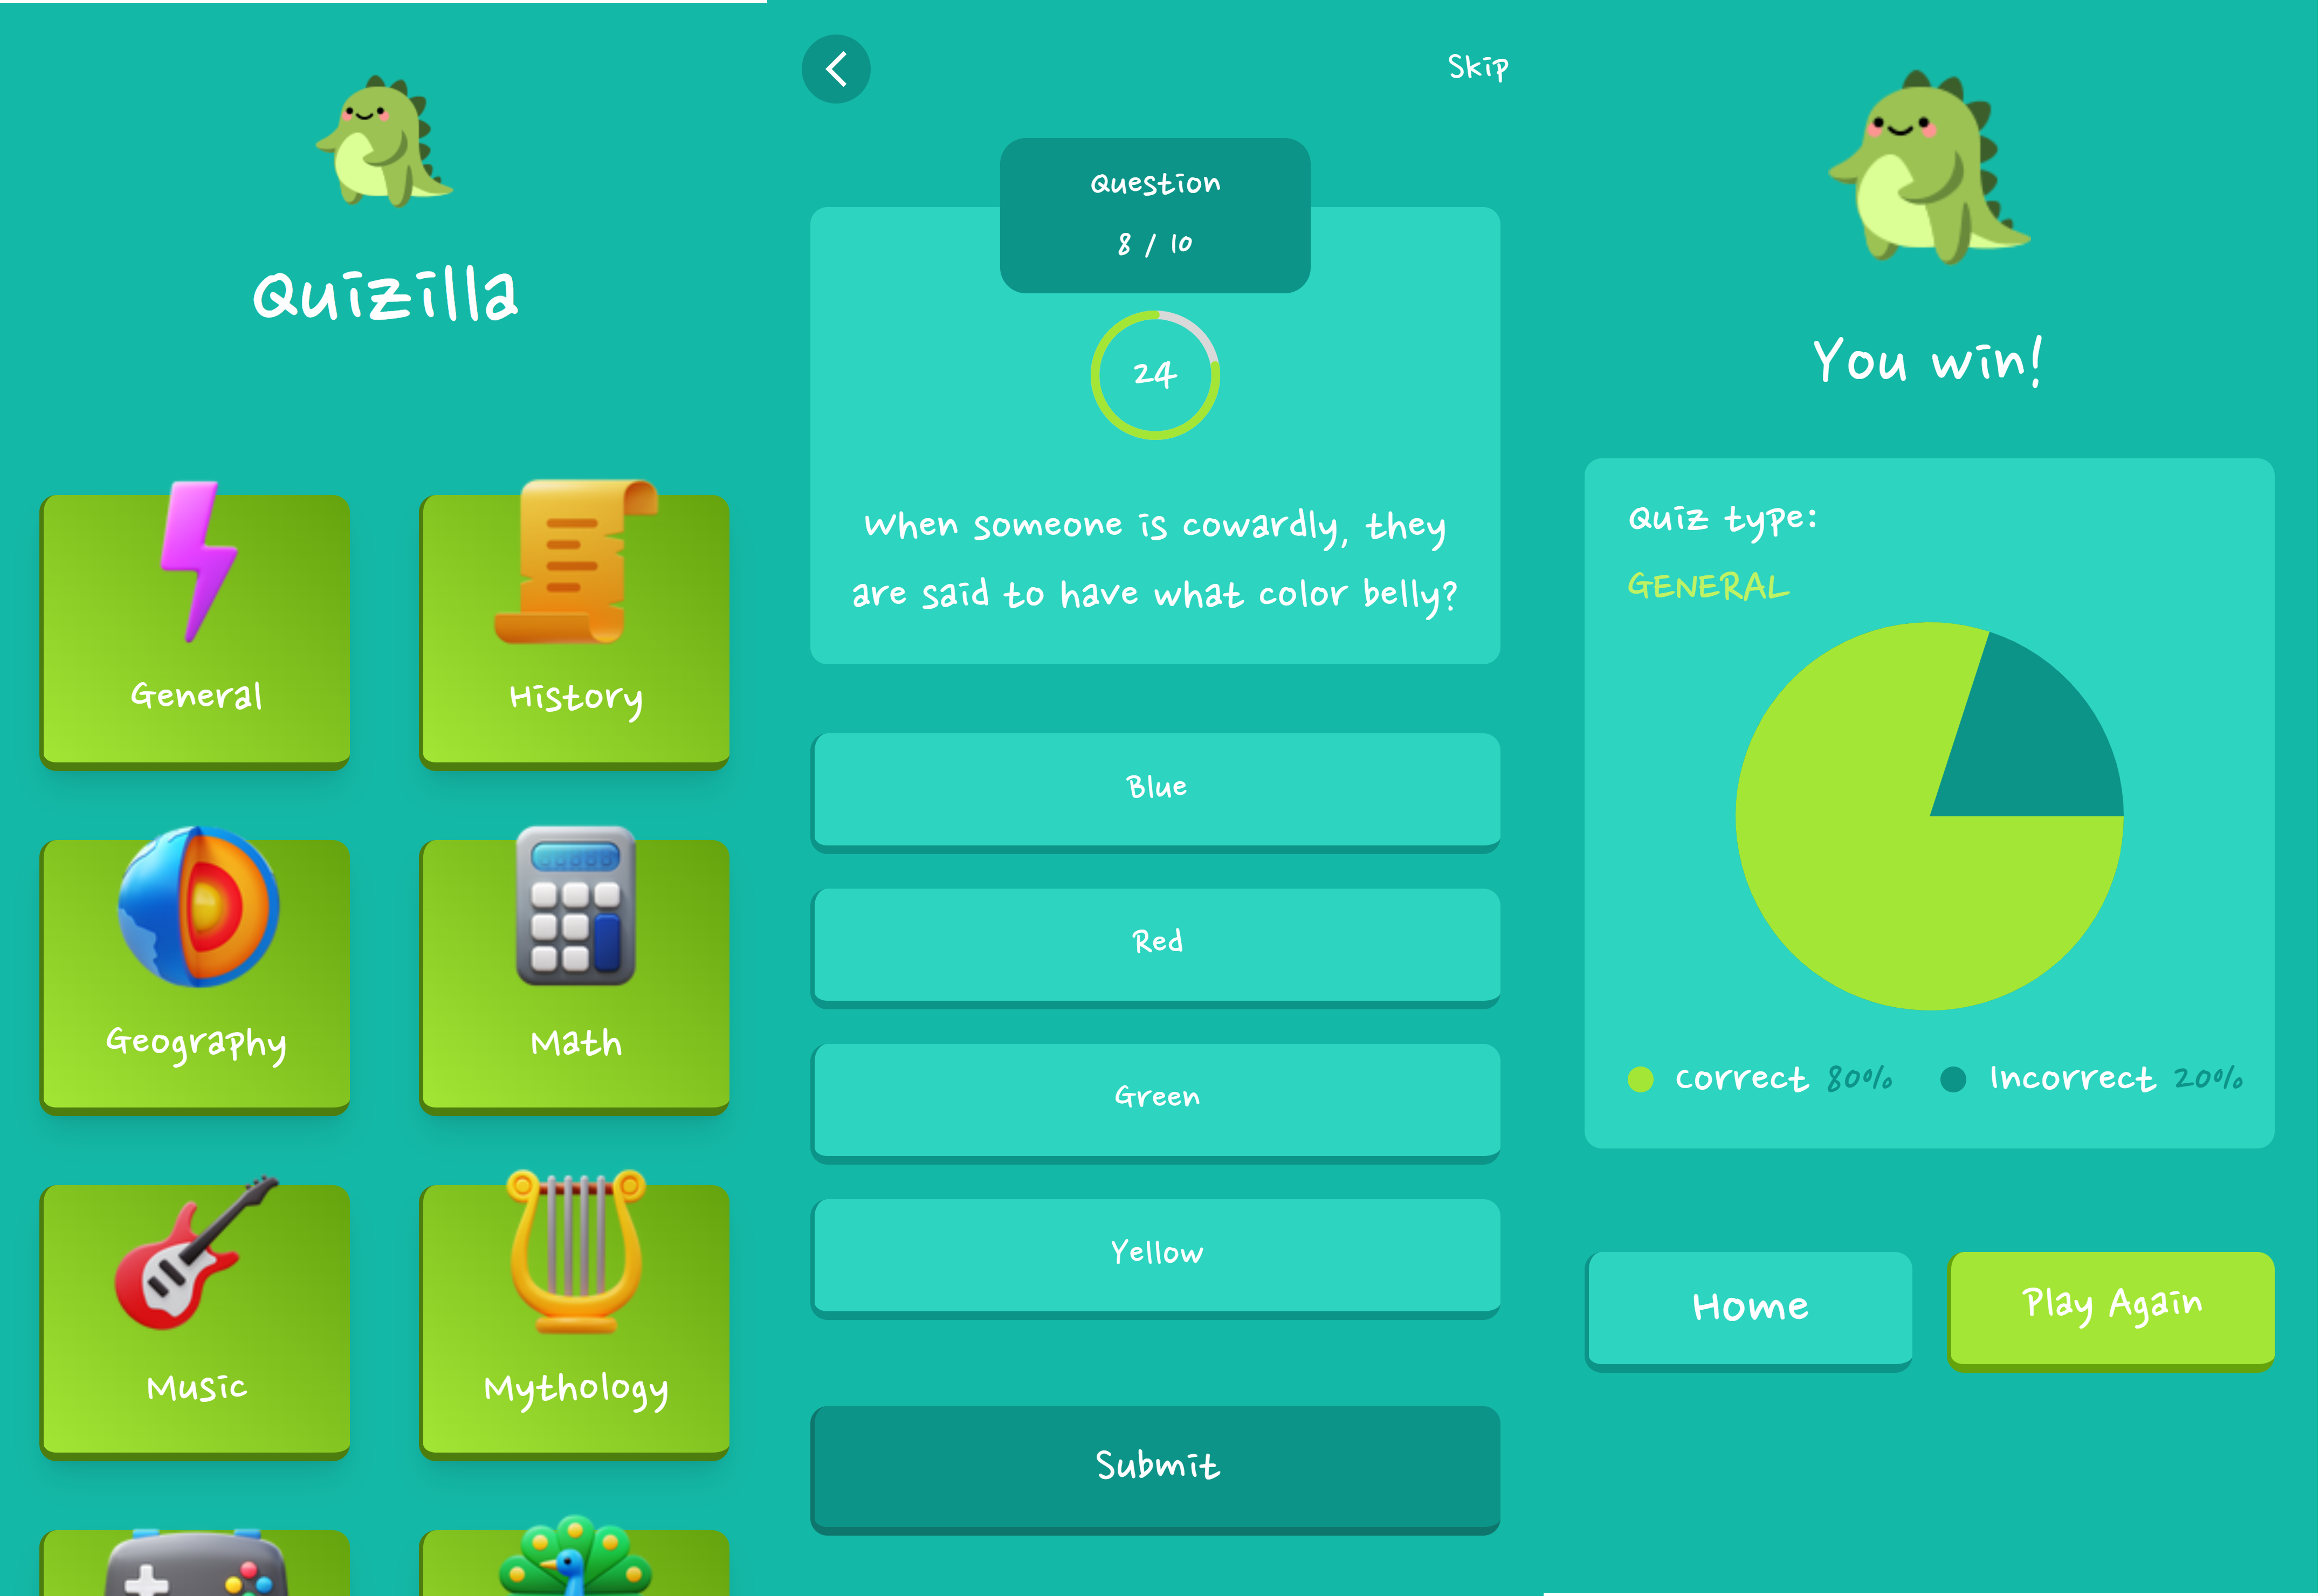 Quizilla
General
History
Geography
Math
Music
Mythology
Skip
Question
8 / 10
24
When someone is cowardly, they
are said to have what color belly?
Blue
Red
Green
Yellow
Submit
You win!
Quiz type:
GENERAL
Correct 80%
Incorrect 20%
Home
Play Again